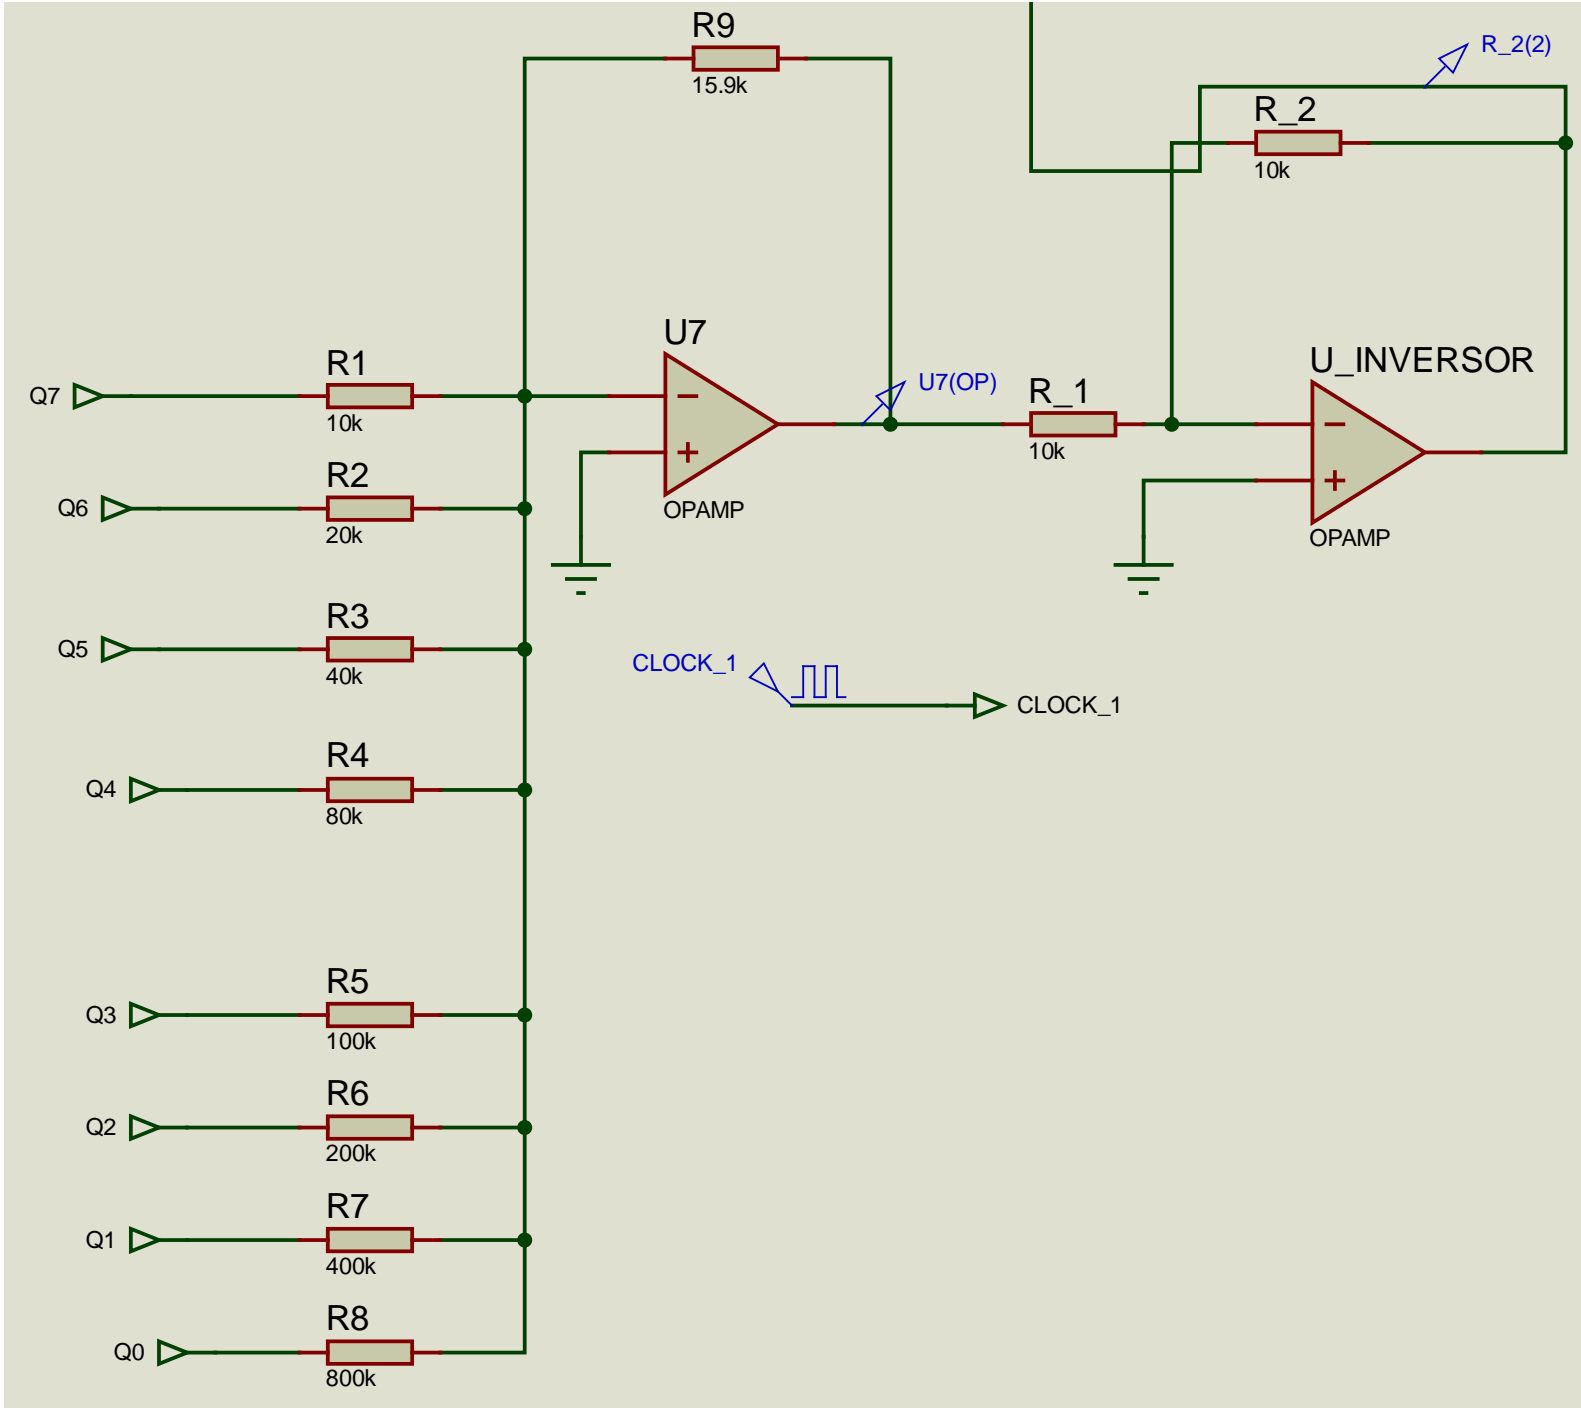 R9
15.9k
R_2(2)
R_2
10k
U7
U7(OP)
OPAMP
R_1
10k
U_INVERSOR
OPAMP
Q7
R1
10k
Q6
R2
20k
Q5
R3
40k
CLOCK_1
CLOCK_1
Q4
R4
80k
Q3
R5
100k
Q2
R6
200k
Q1
R7
400k
Q0
R8
800k